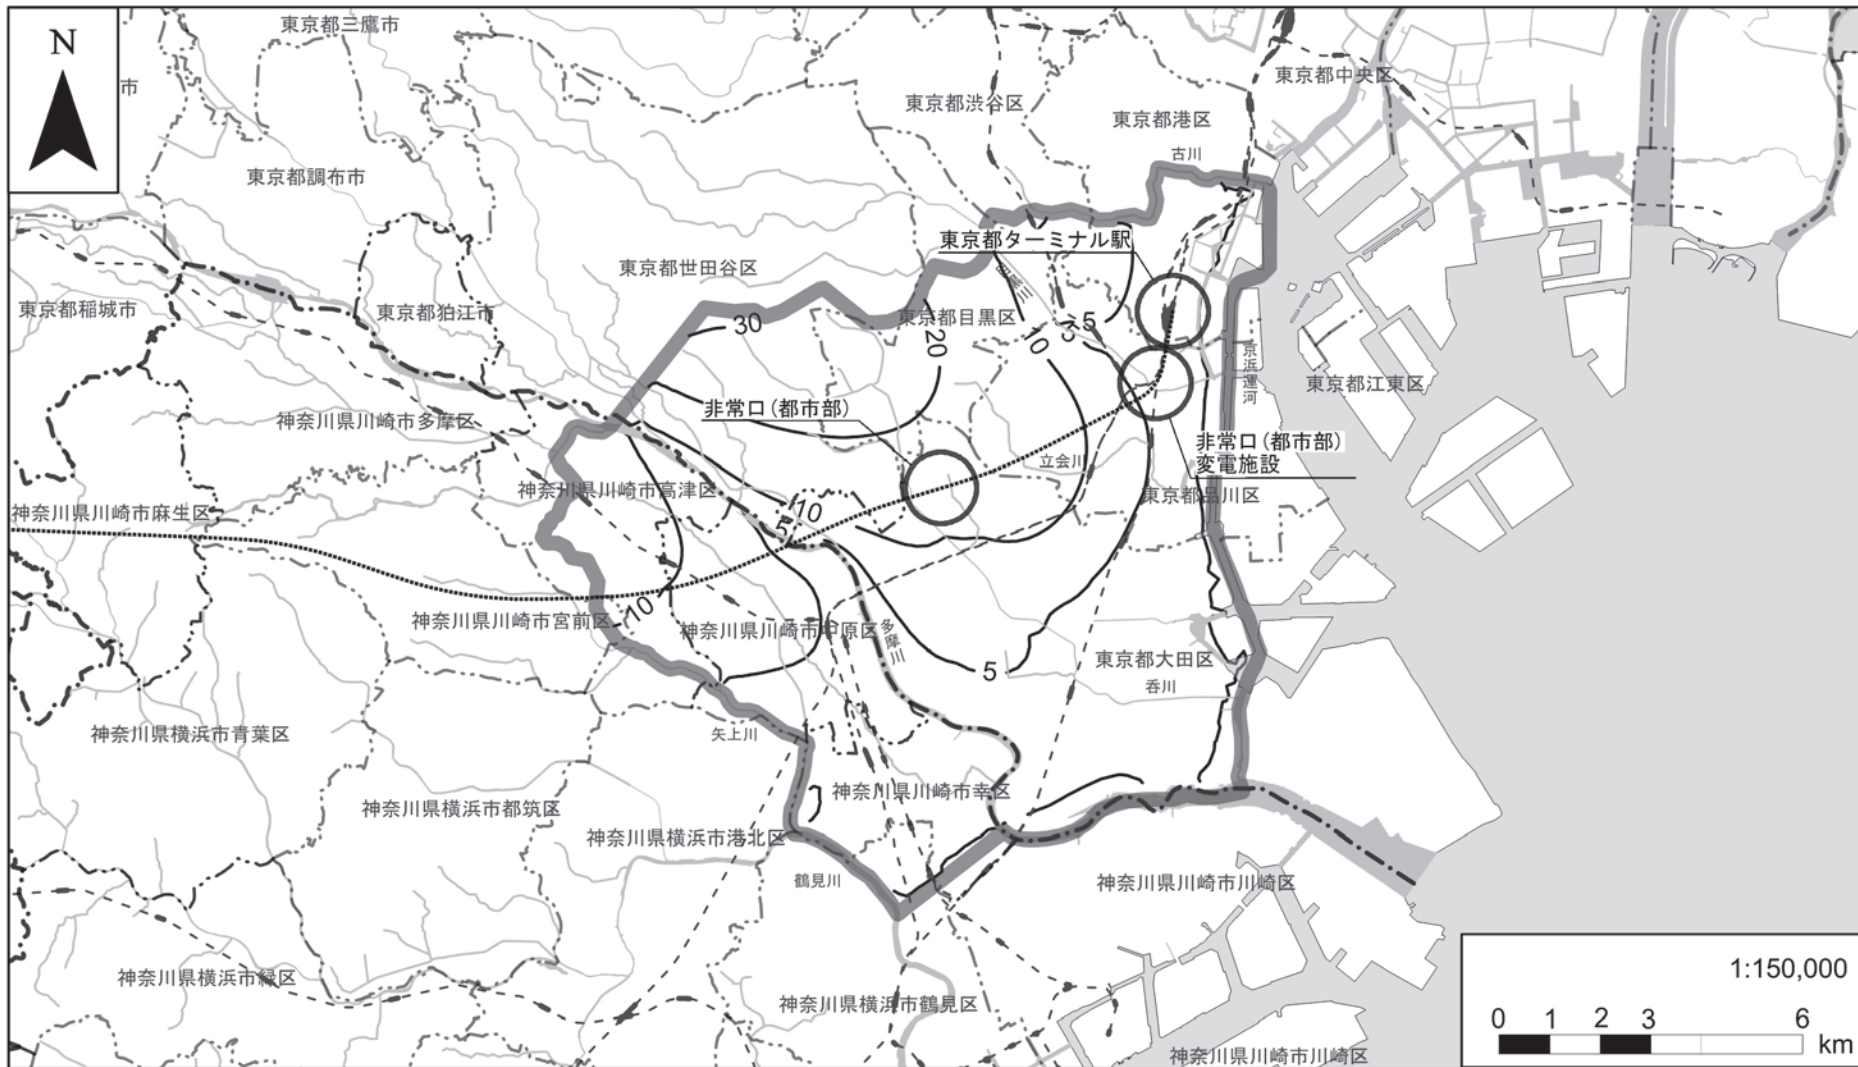 N
東京都三鷹市
市
東京都中央区
東京都渋谷区
東京都港区
古川
東京都調布市
東京都ターミナル駅
東京都世田谷区
目黒川
東京都稲城市
東京都狛江市
東京都目黒区
30
20
10
5
5
京浜運河
東京都江東区
神奈川県川崎市多摩区
非常口(都市部)
非常口(都市部)
変電施設
立会川
神奈川県川崎市高津区
東京都品川区
神奈川県川崎市麻生区
10
5
神奈川県川崎市宮前区
10
神奈川県川崎市中原区
多摩川
東京都大田区
5
呑川
神奈川県横浜市青葉区
矢上川
神奈川県川崎市幸区
神奈川県横浜市都筑区
神奈川県横浜市港北区
鶴見川
神奈川県川崎市川崎区
神奈川県横浜市緑区
神奈川県横浜市鶴見区
神奈川県川崎市川崎区
1:150,000
0 1 2 3 6
km